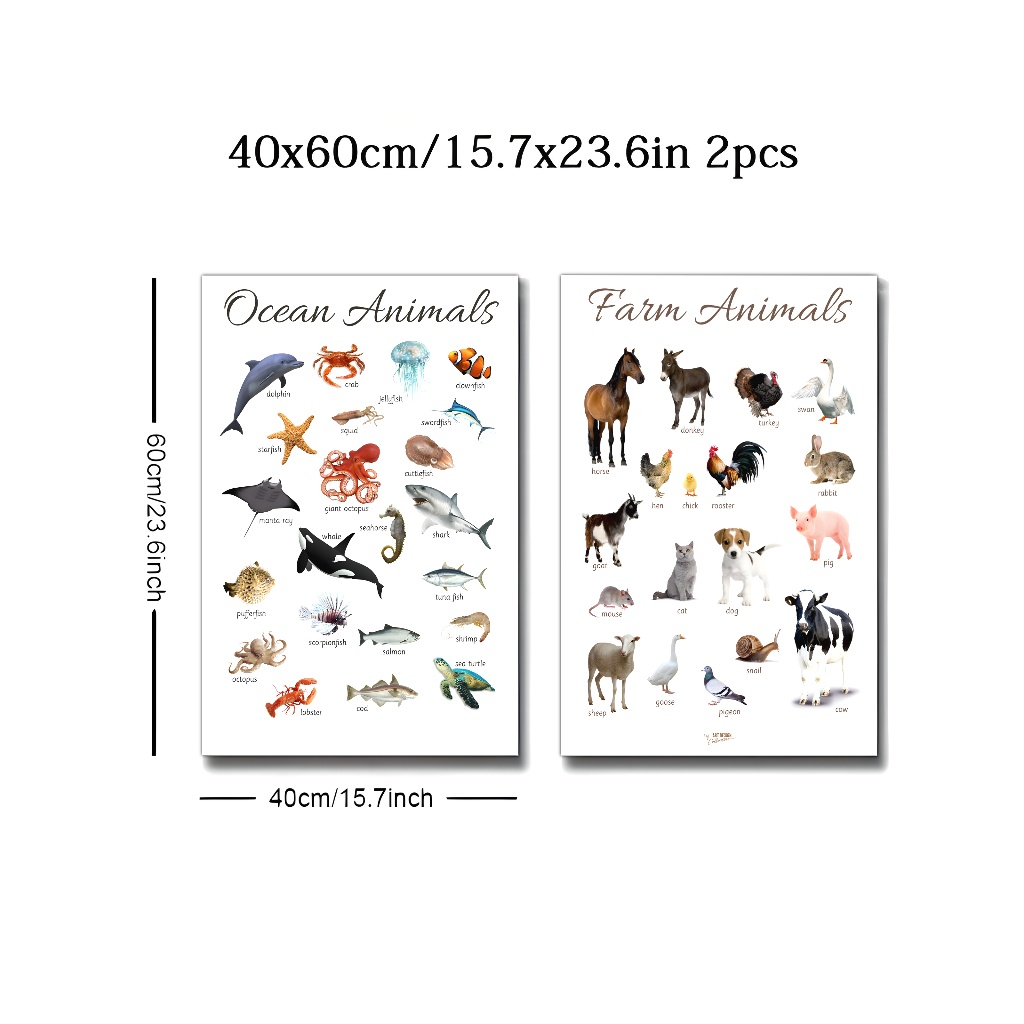 40x60cm/15.7x23.6in 2pcs
60cm/23.6inch
40cm/15.7inch
Ocean Animals
dolphin
crab
jellyfish
clownfish
squid
swordfish
starfish
cuttlefish
giant octopus
manta ray
seahorse
shark
whale
tuna fish
pufferfish
scorpionfish
shrimp
salmon
octopus
sea turtle
lobster
cod
Farm Animals
horse
donkey
turkey
swan
hen
chick
rooster
rabbit
goat
pig
mouse
cat
dog
sheep
goose
snail
pigeon
cow
ART DESIGN